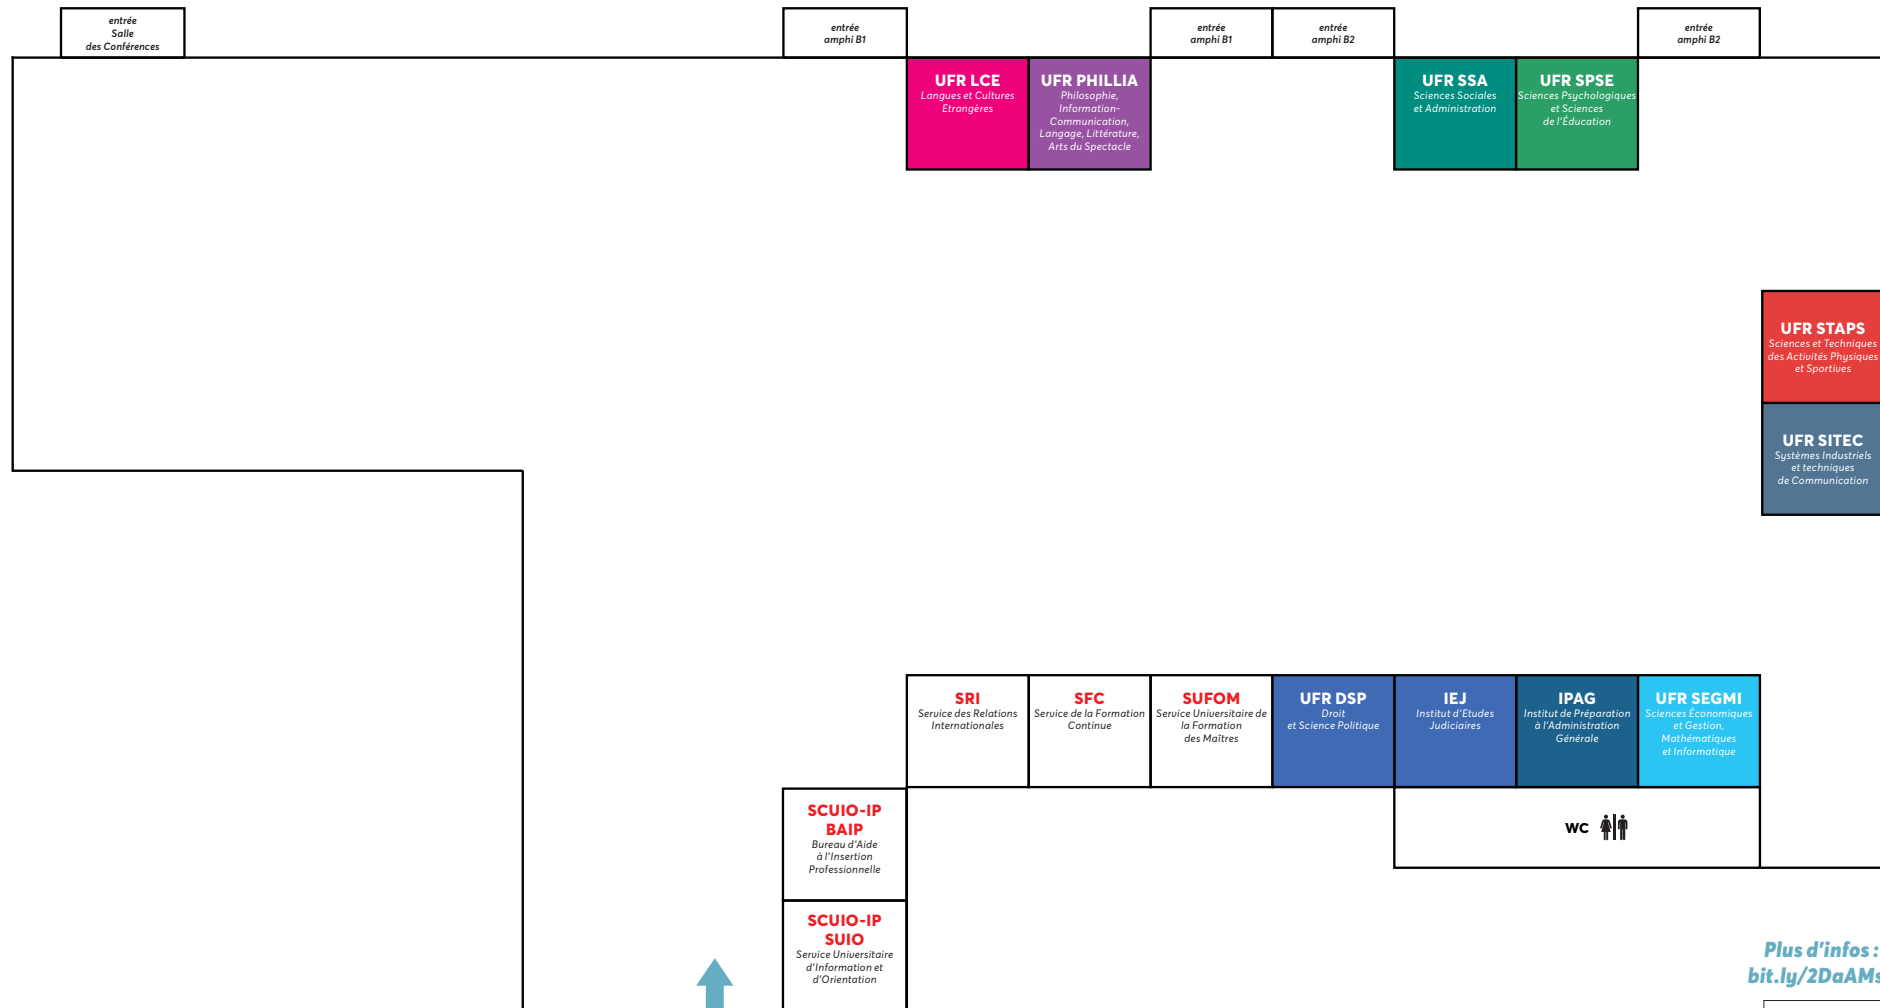 entrée
Salle
des Conférences
entrée
amphi B1
entrée
amphi B1
entrée
amphi B2
entrée
amphi B2
UFR LCE
Langues et Cultures
Etrangères
UFR PHILLIA
Philosophie,
Information-
Communication,
Langage, Littérature,
Arts du Spectacle
UFR SSA
Sciences Sociales
et Administration
UFR SPSE
Sciences Psychologiques
et Sciences
de l'Éducation
UFR STAPS
Sciences et Techniques
des Activités Physiques
et Sportives
UFR SITEC
Systèmes Industriels
et techniques
de Communication
SRI
Service des Relations
Internationales
SFC
Service de la Formation
Continue
SUFOM
Service Universitaire de
la Formation
des Maîtres
UFR DSP
Droit
et Science Politique
IEJ
Institut d'Etudes
Judiciaires
IPAG
Institut de Préparation
à l'Administration
Générale
UFR SEGMI
Sciences Économiques
et Gestion,
Mathématiques
et Informatique
WC
SCUIO-IP
BAIP
Bureau d'Aide
à l'Insertion
Professionnelle
SCUIO-IP
SUIO
Service Universitaire
d'Information et
d'Orientation
Plus d'infos :
bit.ly/2DaAMs